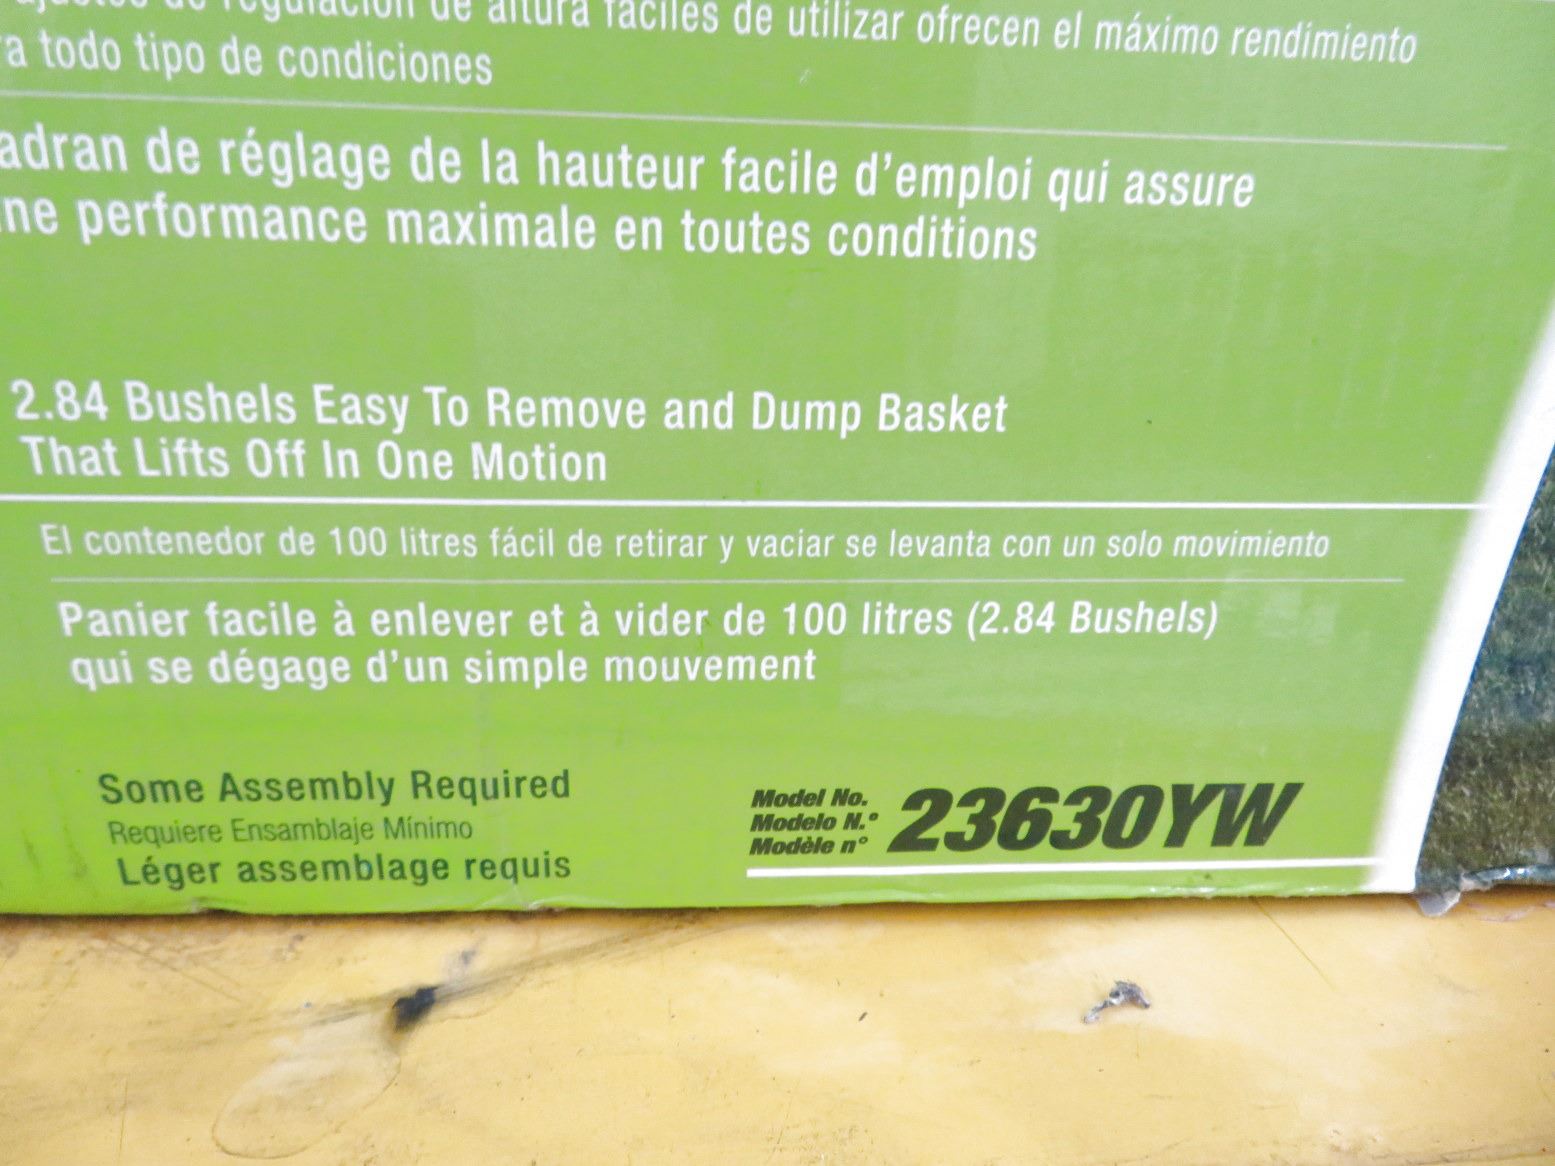 de regulación de altura fáciles de utilizar ofrecen el máximo rendimiento
a todo tipo de condiciones
adran de réglage de la hauteur facile d'emploi qui assure
ne performance maximale en toutes conditions
2.84 Bushels Easy To Remove and Dump Basket
That Lifts Off In One Motion
El contenedor de 100 litres fácil de retirar y vaciar se levanta con un solo movimiento
Panier facile à enlever et à vider de 100 litres (2.84 Bushels)
qui se dégage d'un simple mouvement
Some Assembly Required
Requiere Ensamblaje Mínimo
Léger assemblage requis
Model No.
Modelo N.º
Modèle nº
23630YW